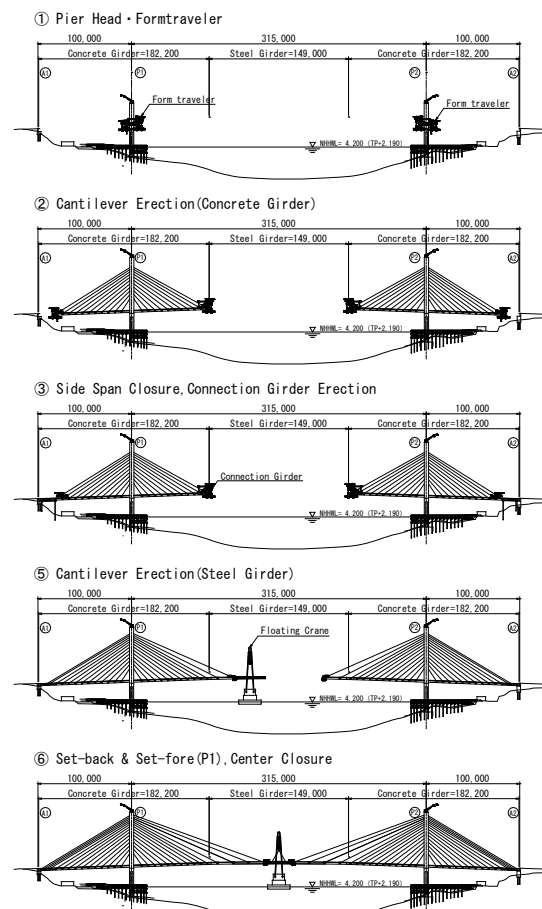 ① Pier Head・Formtraveler
100,000 315,000 100,000
Concrete Girder=182,200 Steel Girder=149,000 Concrete Girder=182,200
A1 P1 P2 A2
Form traveler Form traveler
NHHWL= 4.200 (TP+2.190)
② Cantilever Erection(Concrete Girder)
100,000 315,000 100,000
Concrete Girder=182,200 Steel Girder=149,000 Concrete Girder=182,200
A1 P1 P2 A2
NHHWL= 4.200 (TP+2.190)
③ Side Span Closure,Connection Girder Erection
100,000 315,000 100,000
Concrete Girder=182,200 Steel Girder=149,000 Concrete Girder=182,200
A1 P1 P2 A2
Connection Girder
NHHWL= 4.200 (TP+2.190)
⑤ Cantilever Erection(Steel Girder)
100,000 315,000 100,000
Concrete Girder=182,200 Steel Girder=149,000 Concrete Girder=182,200
A1 P1 Floating Crane P2 A2
NHHWL= 4.200 (TP+2.190)
⑥ Set-back & Set-fore(P1),Center Closure
100,000 315,000 100,000
Concrete Girder=182,200 Steel Girder=149,000 Concrete Girder=182,200
A1 P1 P2 A2
NHHWL= 4.200 (TP+2.190)